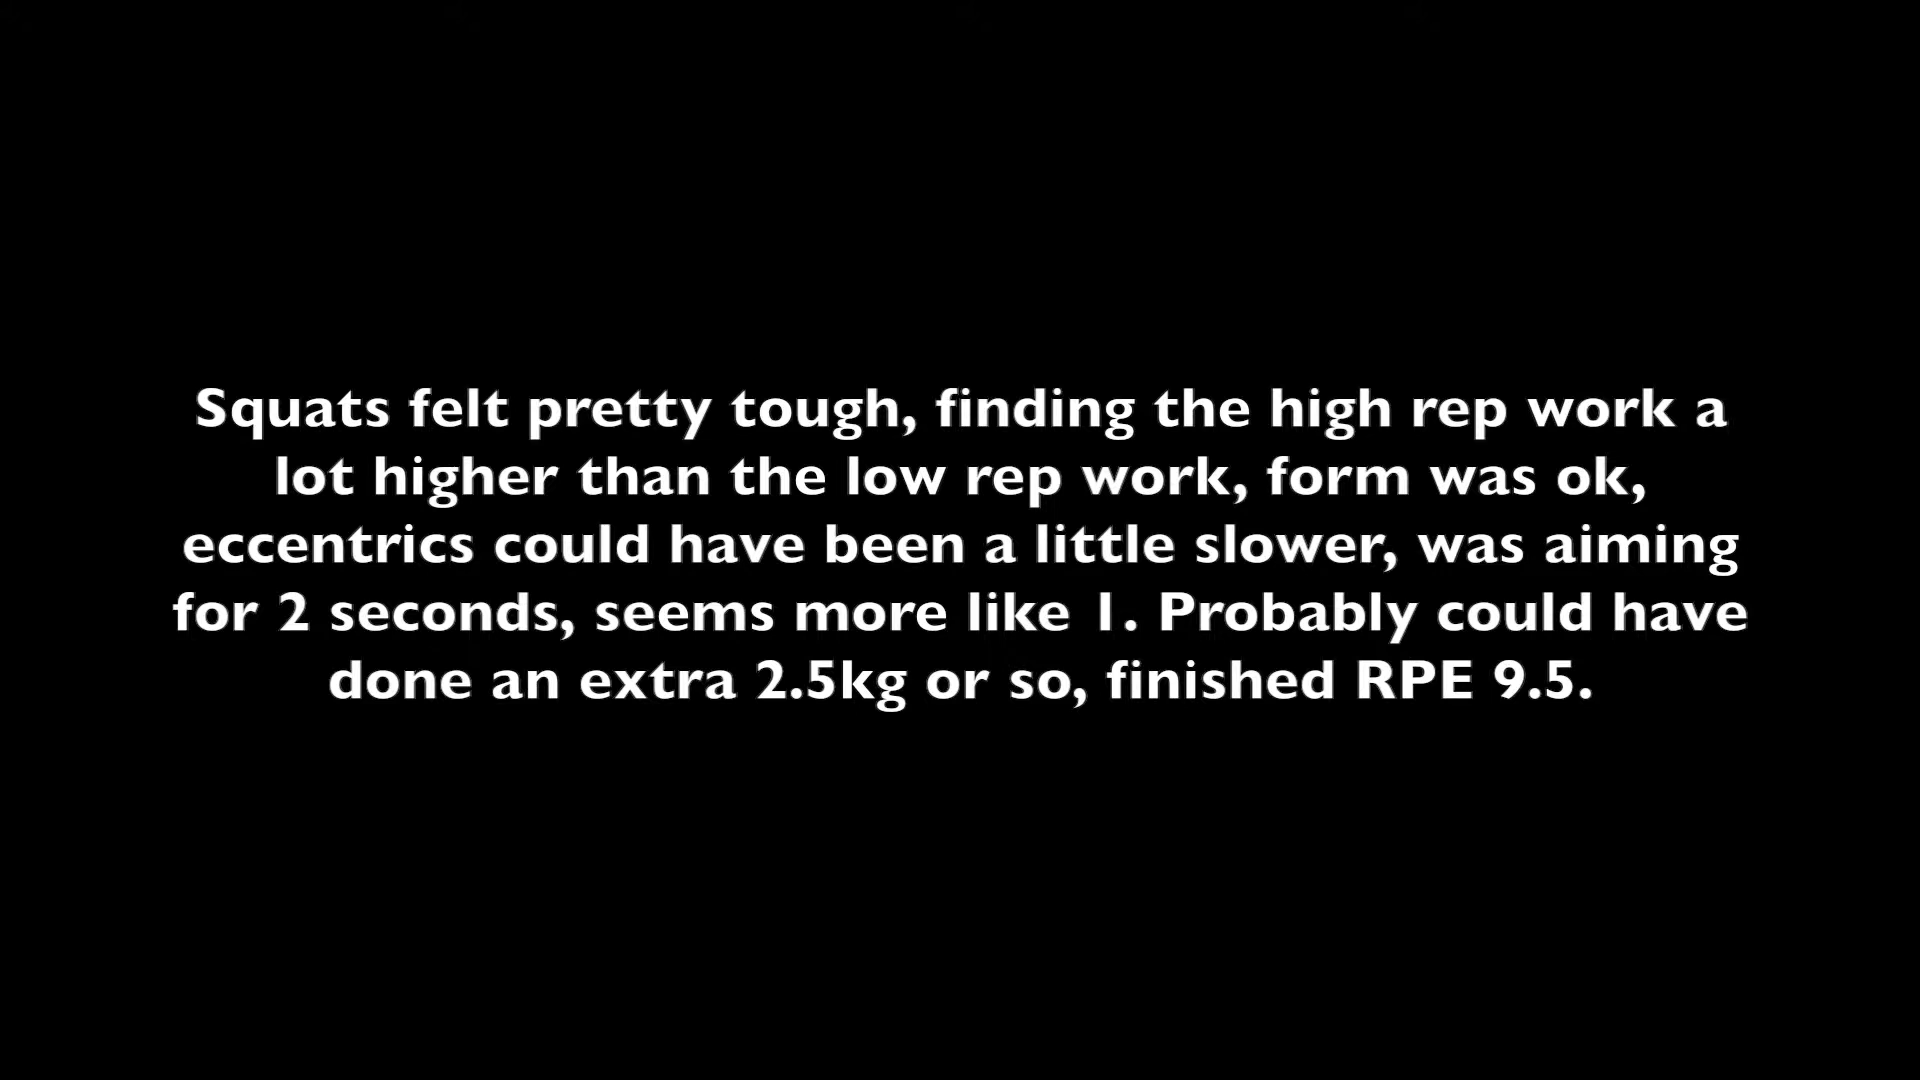 Squats felt pretty tough, finding the high rep work a
lot higher than the low rep work, form was ok,
eccentrics could have been a little slower, was aiming
for 2 seconds, seems more like 1. Probably could have
done an extra 2.5kg or so, finished RPE 9.5.